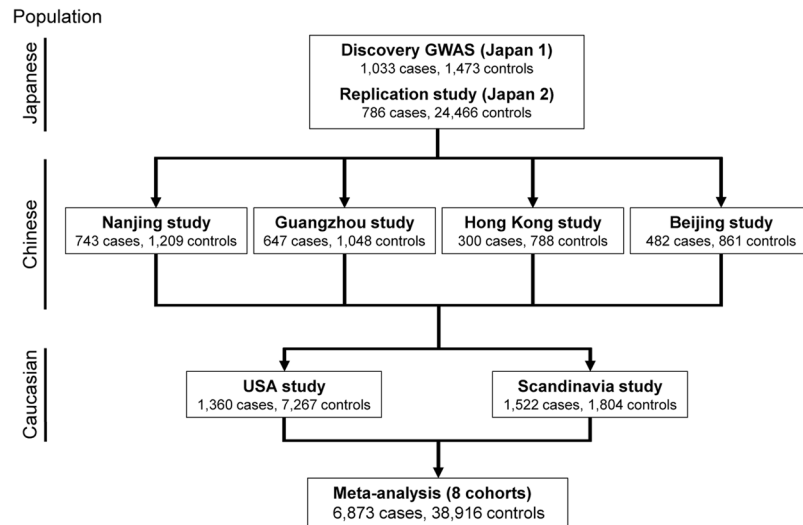 Population
Japanese
Discovery GWAS (Japan 1)
1,033 cases, 1,473 controls
Replication study (Japan 2)
786 cases, 24,466 controls
Chinese
Nanjing study
743 cases, 1,209 controls
Guangzhou study
647 cases, 1,048 controls
Hong Kong study
300 cases, 788 controls
Beijing study
482 cases, 861 controls
Caucasian
USA study
1,360 cases, 7,267 controls
Scandinavia study
1,522 cases, 1,804 controls
Meta-analysis (8 cohorts)
6,873 cases, 38,916 controls